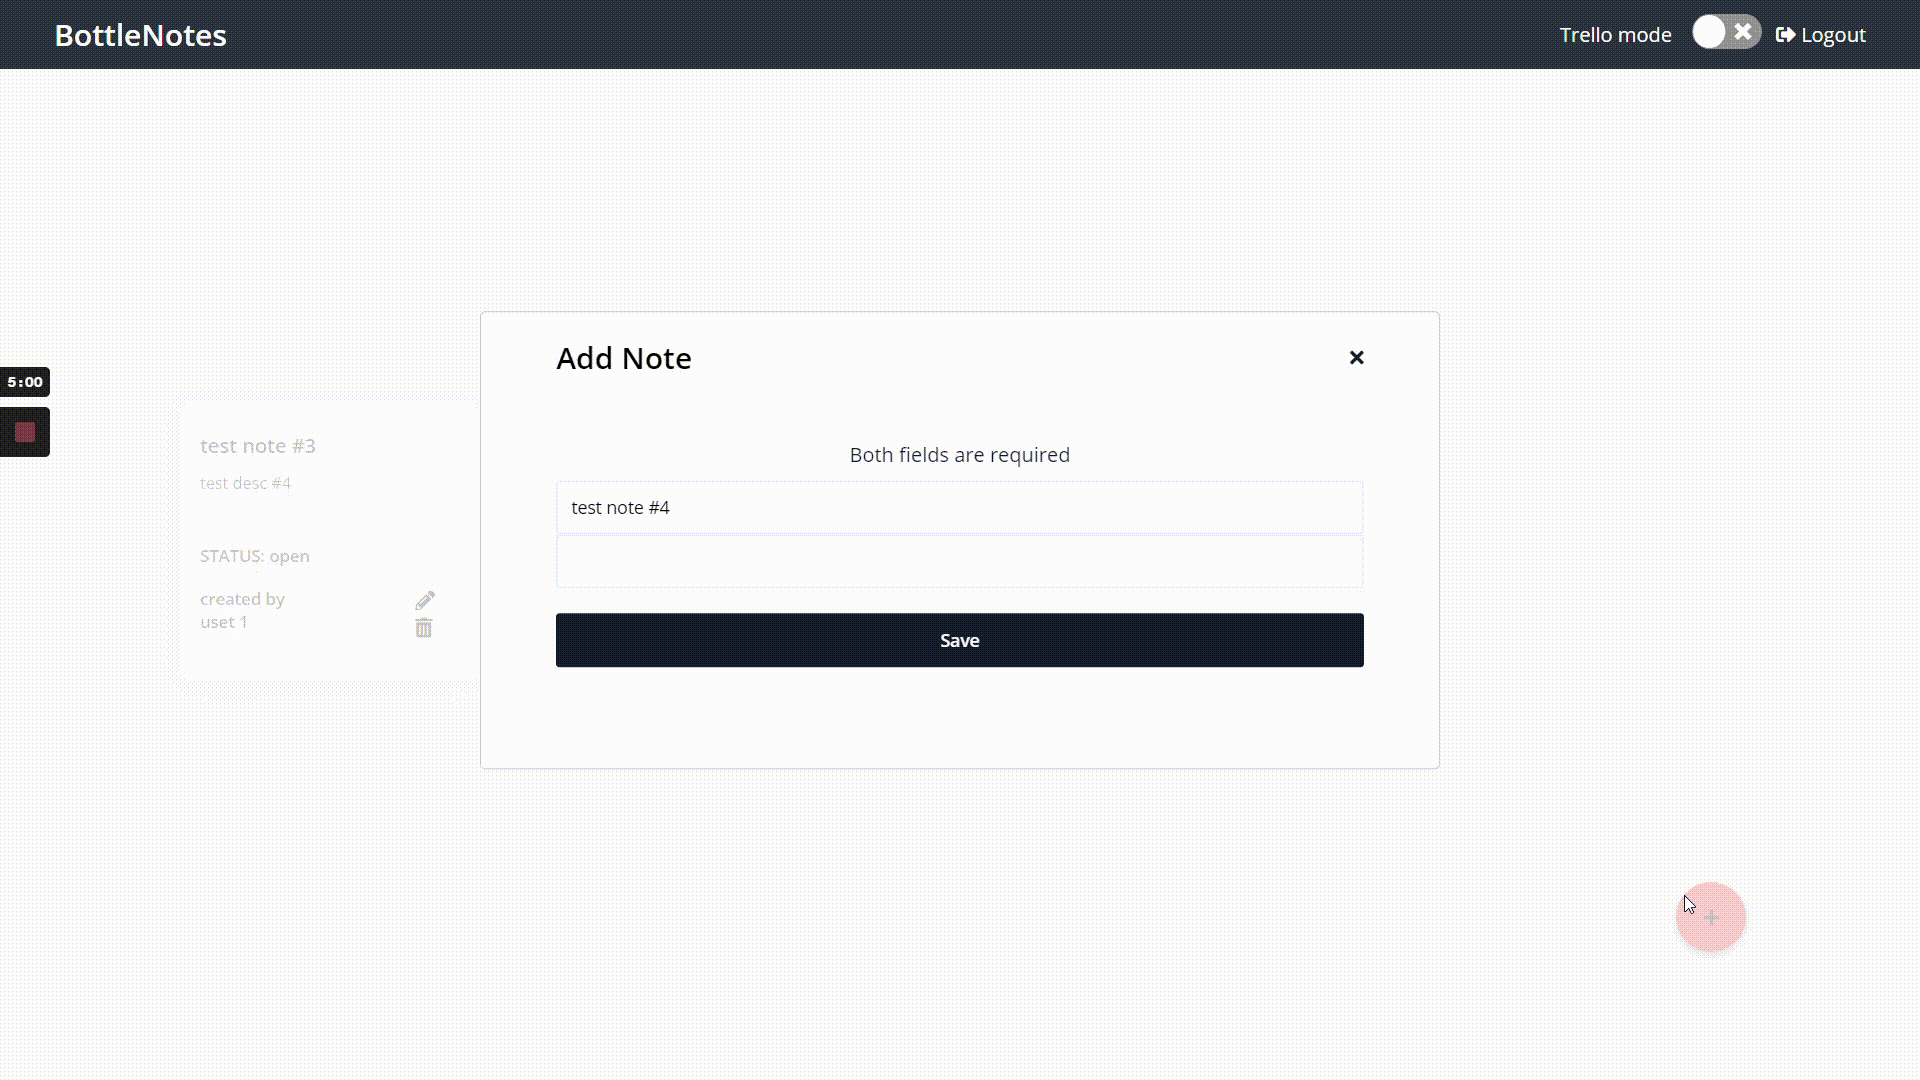 BottleNotes
Trello mode
Logout
Add Note
5:00
test note #3
test desc #4
STATUS: open
created by
uset 1
Both fields are required
test note #4
Save